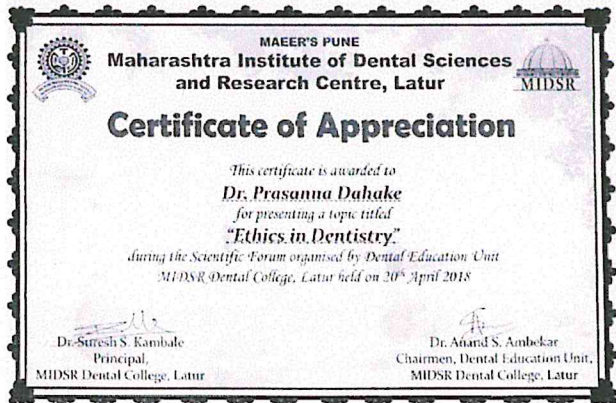 MAEER'S PUNE
Maharashtra Institute of Dental Sciences
and Research Centre, Latur
MIDSR
Certificate of Appreciation
This certificate is awarded to
Dr. Prasanna Dahake
for presenting a topic titled
"Ethics in Dentistry"
during the Scientific Forum organised by Dental Education Unit
MIDSR Dental College, Latur held on 20th April 2018
Dr. Suresh S. Kambale
Principal,
MIDSR Dental College, Latur
Dr. Anand S. Ambekar
Chairmen, Dental Education Unit,
MIDSR Dental College, Latur